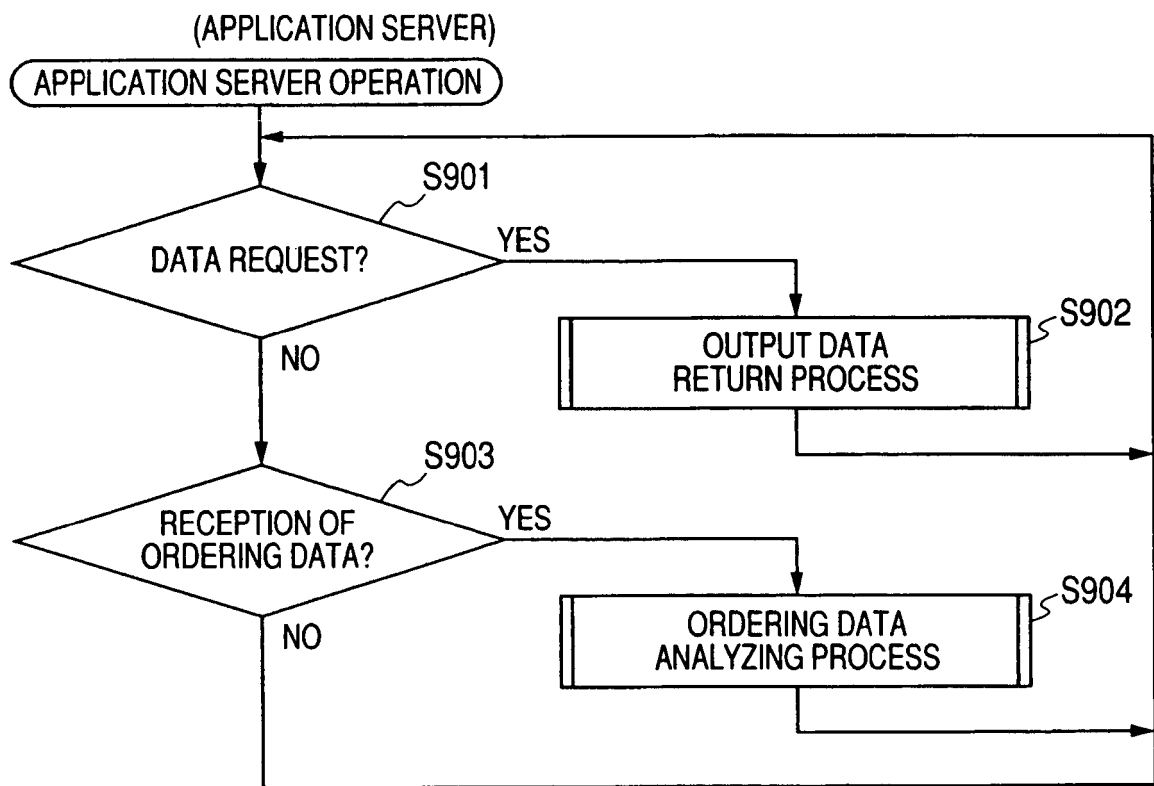 (APPLICATION SERVER)
APPLICATION SERVER OPERATION
S901
DATA REQUEST?
YES
S902
OUTPUT DATA
RETURN PROCESS
NO
S903
RECEPTION OF
ORDERING DATA?
YES
S904
ORDERING DATA
ANALYZING PROCESS
NO